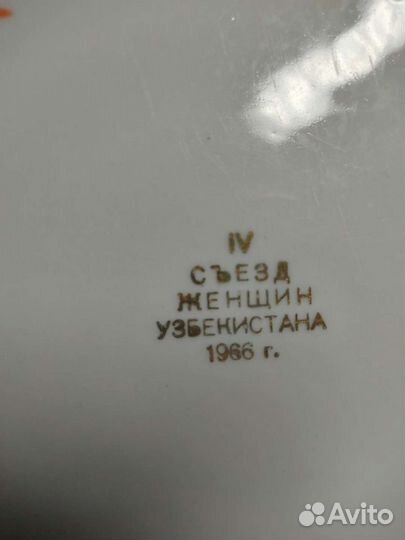 IV
СЪЕЗД
ЖЕНЩИН
УЗБЕКИСТАНА
1966 г.
Avito